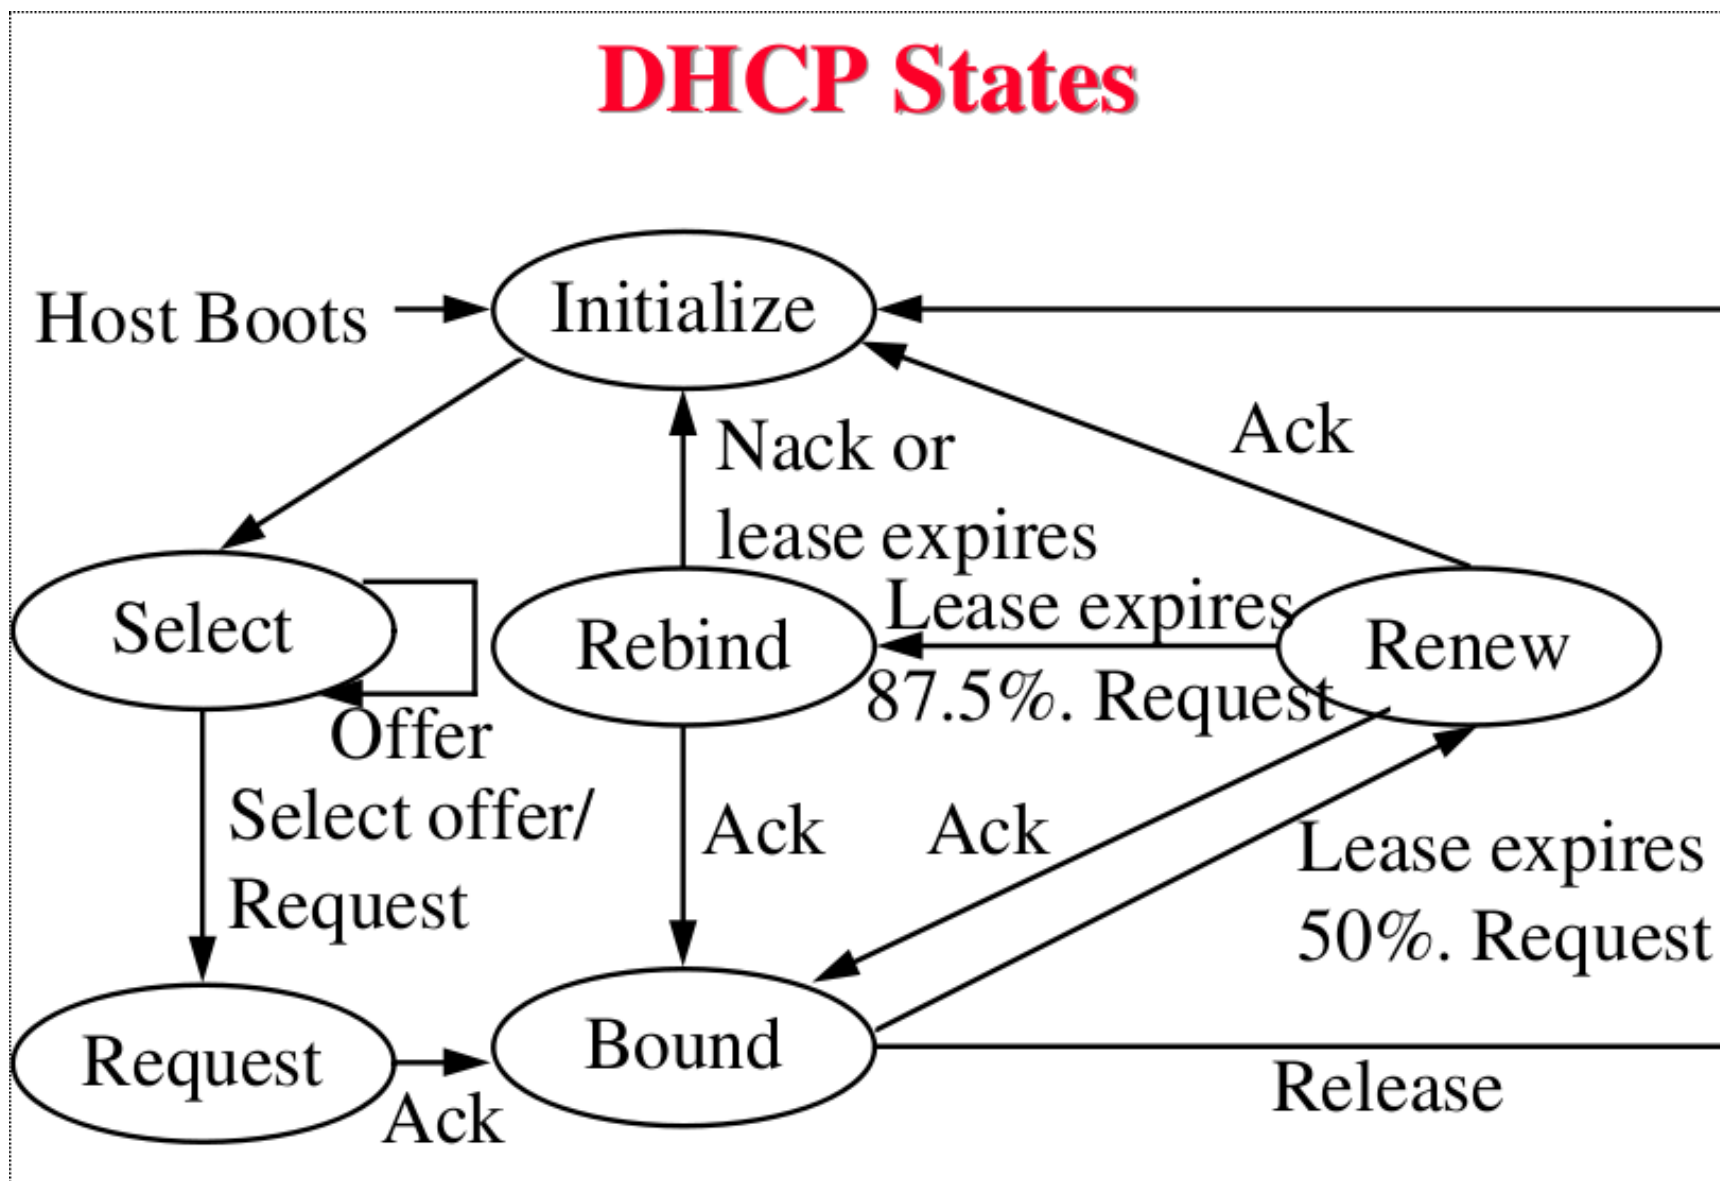 DHCP States
Host Boots
Initialize
Ack
Nack or
lease expires
Select
Offer
Rebind
Lease expires
87.5%. Request
Renew
Select offer/
Request
Ack
Ack
Lease expires
50%. Request
Request
Ack
Bound
Release